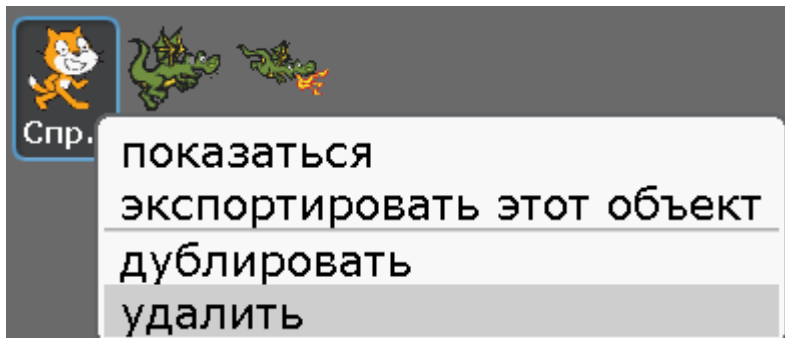 Спр.
показаться
экспортировать этот объект
дублировать
удалить